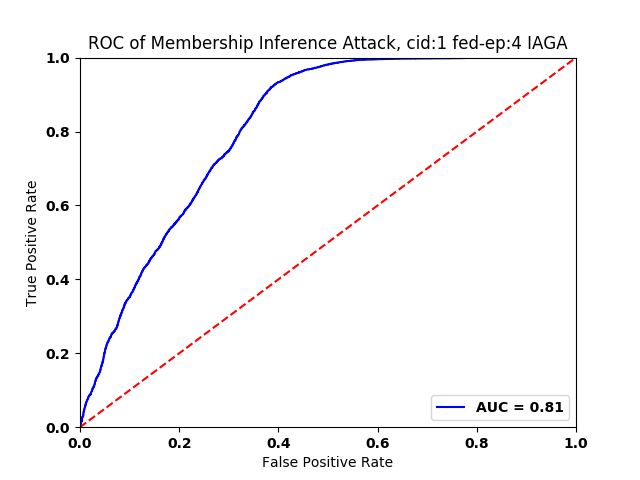 ROC of Membership Inference Attack, cid:1 fed-ep:4 IAGA
1.0
0.8
0.6
0.4
0.2
0.0
True Positive Rate
AUC = 0.81
0.0 0.2 0.4 0.6 0.8 1.0
False Positive Rate